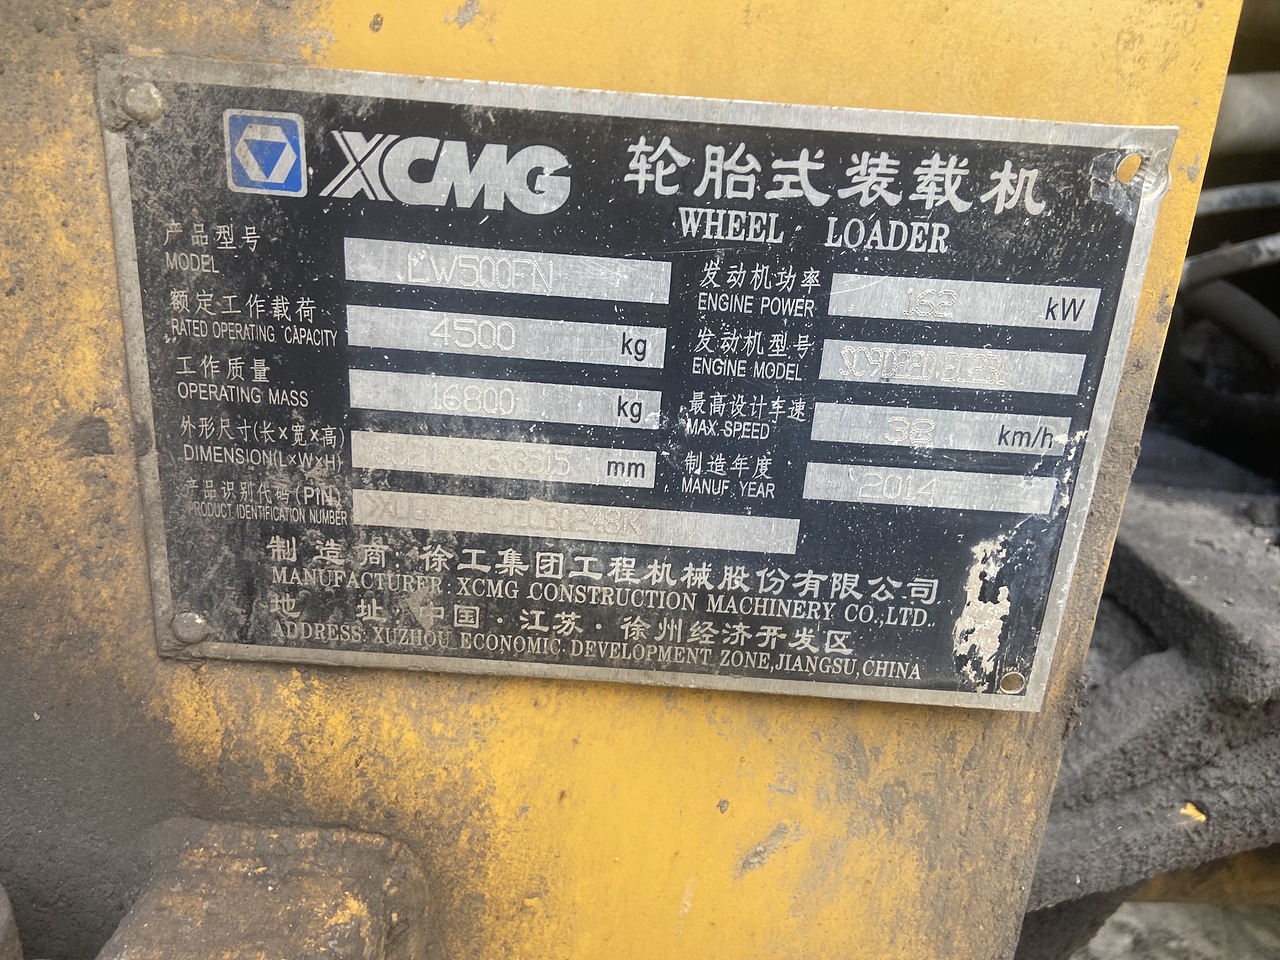 XCMG 轮胎式装载机
WHEEL LOADER
产品型号 LW500FN
MODEL
额定工作载荷 4500 kg
RATED OPERATING CAPACITY
工作质量 16800 kg
OPERATING MASS
外形尺寸(长×宽×高) mm
DIMENSION(L×W×H)
产品识别代码(PIN)
PRODUCT IDENTIFICATION NUMBER
发动机功率 162 kW
ENGINE POWER
发动机型号
ENGINE MODEL
最高设计车速 38 km/h
MAX.SPEED
制造年度 2014
MANUF YEAR
制造商:徐工集团工程机械股份有限公司
MANUFACTURER: XCMG CONSTRUCTION MACHINERY CO.,LTD.
地址:中国·江苏·徐州经济开发区
ADDRESS: XUZHOU ECONOMIC DEVELOPMENT ZONE,JIANGSU,CHINA